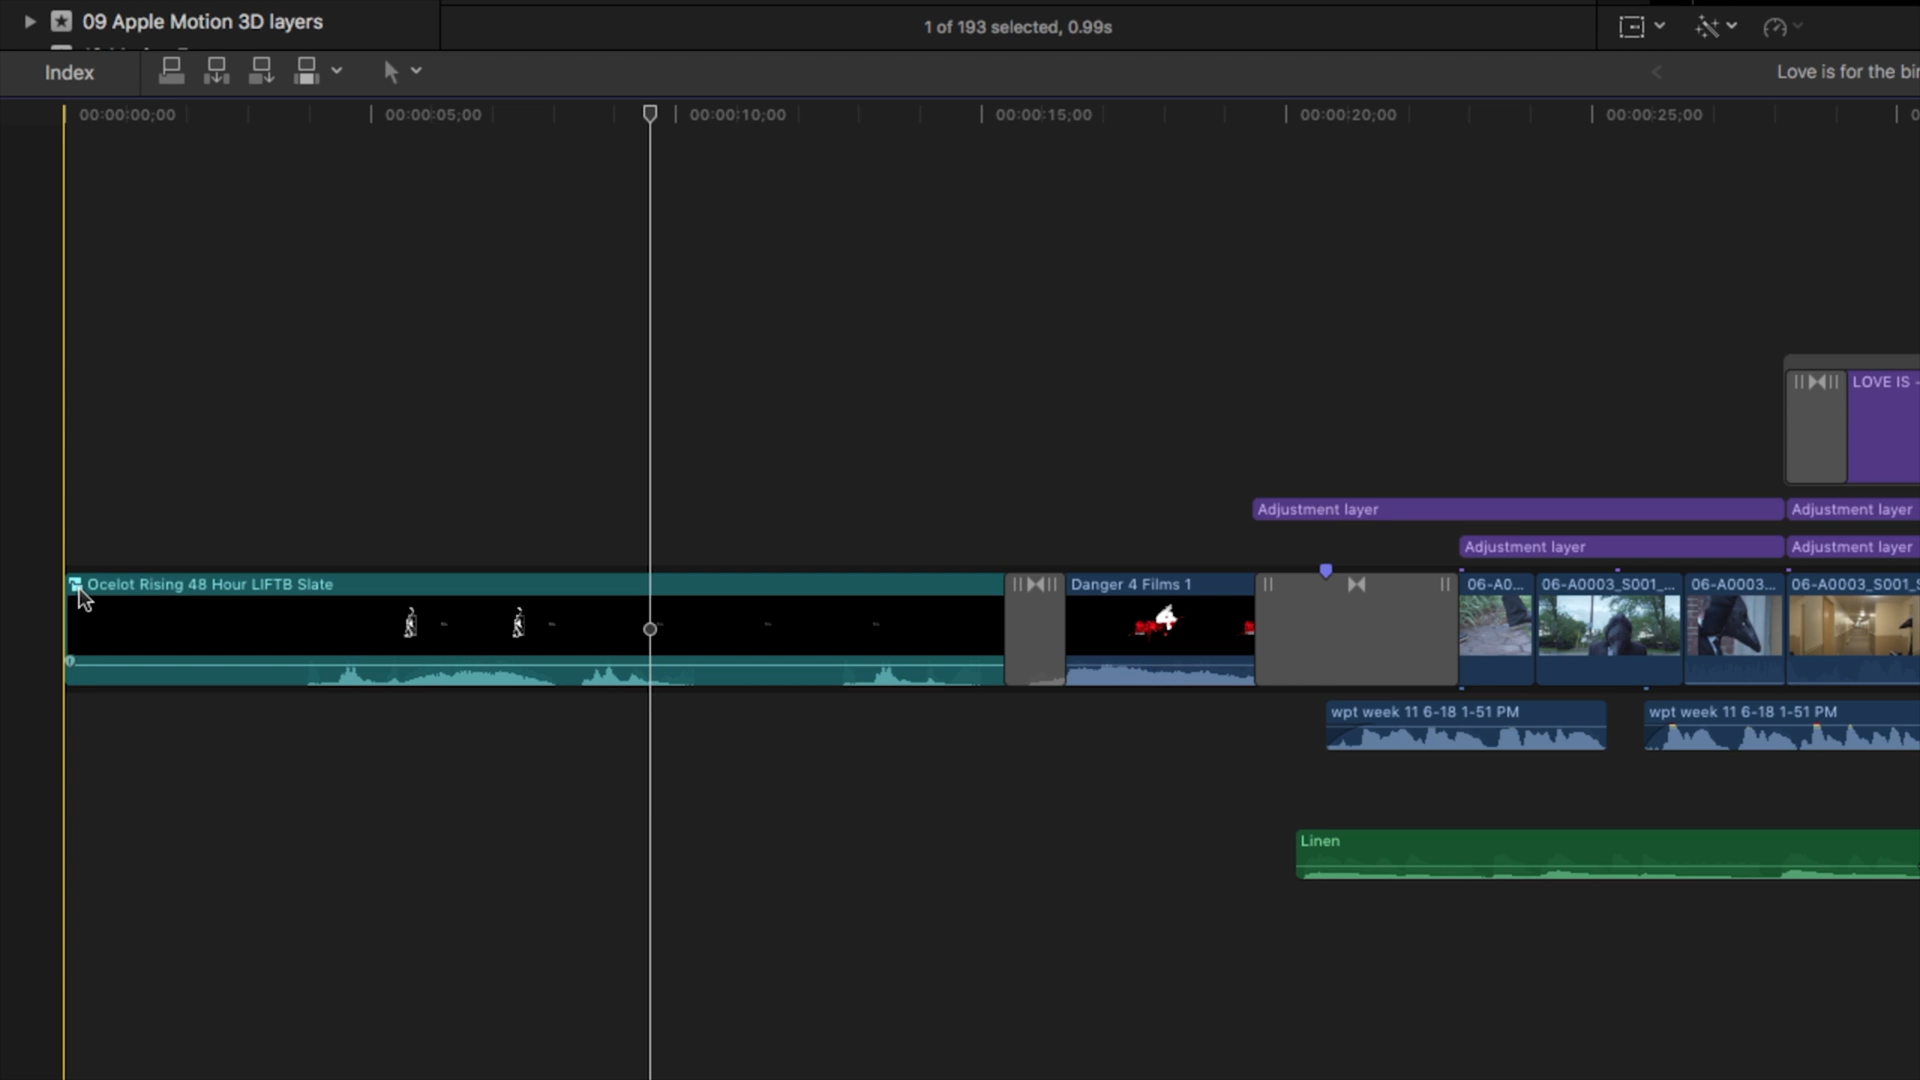 09 Apple Motion 3D layers
1 of 193 selected, 0.99s
Index
Love is for the bir
00:00:00;00
00:00:05;00
00:00:10;00
00:00:15;00
00:00:20;00
00:00:25;00
LOVE IS -
Adjustment layer
Adjustment layer
Adjustment layer
Adjustment layer
Ocelot Rising 48 Hour LIFTB Slate
Danger 4 Films 1
06-A0...
06-A0003_S001_...
06-A0003...
06-A0003_S001_S
wpt week 11 6-18 1-51 PM
wpt week 11 6-18 1-51 PM
Linen